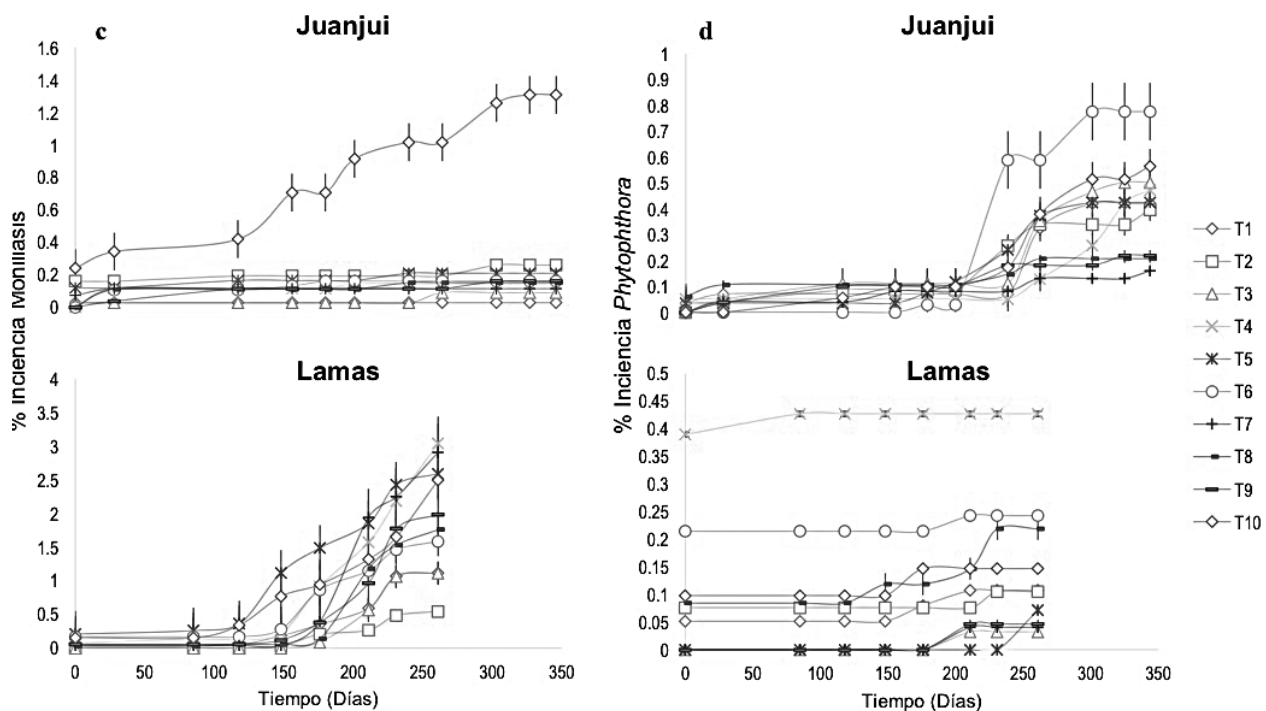 c
Juanjui
1.6
1.4
1.2
1
0.8
0.6
0.4
0.2
0
% Inciencia Moniliasis
Lamas
4
3.5
3
2.5
2
1.5
1
0.5
0
0 50 100 150 200 250 300 350
Tiempo (Días)
d
Juanjui
1
0.9
0.8
0.7
0.6
0.5
0.4
0.3
0.2
0.1
0
% Inciencia Phytophthora
Lamas
0.5
0.45
0.4
0.35
0.3
0.25
0.2
0.15
0.1
0.05
0
0 50 100 150 200 250 300 350
Tiempo (Días)
T1
T2
T3
T4
T5
T6
T7
T8
T9
T10